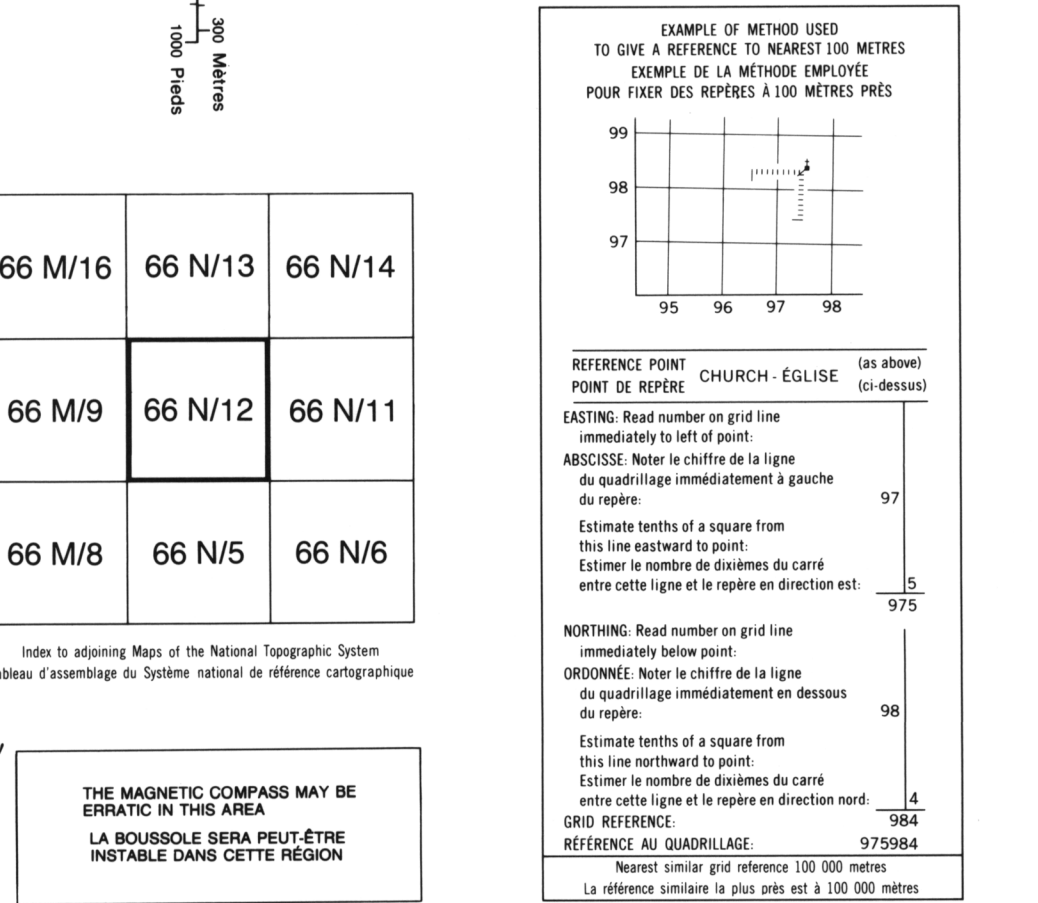 300 Mètres
1000 Pieds
66 M/16 66 N/13 66 N/14
66 M/9 66 N/12 66 N/11
66 M/8 66 N/5 66 N/6
Index to adjoining Maps of the National Topographic System
bleau d'assemblage du Système national de référence cartographique
THE MAGNETIC COMPASS MAY BE
ERRATIC IN THIS AREA
LA BOUSSOLE SERA PEUT-ÊTRE
INSTABLE DANS CETTE RÉGION
EXAMPLE OF METHOD USED
TO GIVE A REFERENCE TO NEAREST 100 METRES
EXEMPLE DE LA MÉTHODE EMPLOYÉE
POUR FIXER DES REPÈRES À 100 MÈTRES PRÈS
99
98
97
95 96 97 98
REFERENCE POINT
POINT DE REPÈRE
CHURCH - ÉGLISE
(as above)
(ci-dessus)
EASTING: Read number on grid line
immediately to left of point:
ABSCISSE: Noter le chiffre de la ligne
du quadrillage immédiatement à gauche
du repère: 97
Estimate tenths of a square from
this line eastward to point:
Estimer le nombre de dixièmes du carré
entre cette ligne et le repère en direction est: 5
975
NORTHING: Read number on grid line
immediately below point:
ORDONNÉE: Noter le chiffre de la ligne
du quadrillage immédiatement en dessous
du repère: 98
Estimate tenths of a square from
this line northward to point:
Estimer le nombre de dixièmes du carré
entre cette ligne et le repère en direction nord: 4
GRID REFERENCE: 984
RÉFÉRENCE AU QUADRILLAGE: 975984
Nearest similar grid reference 100 000 metres
La référence similaire la plus près est à 100 000 mètres